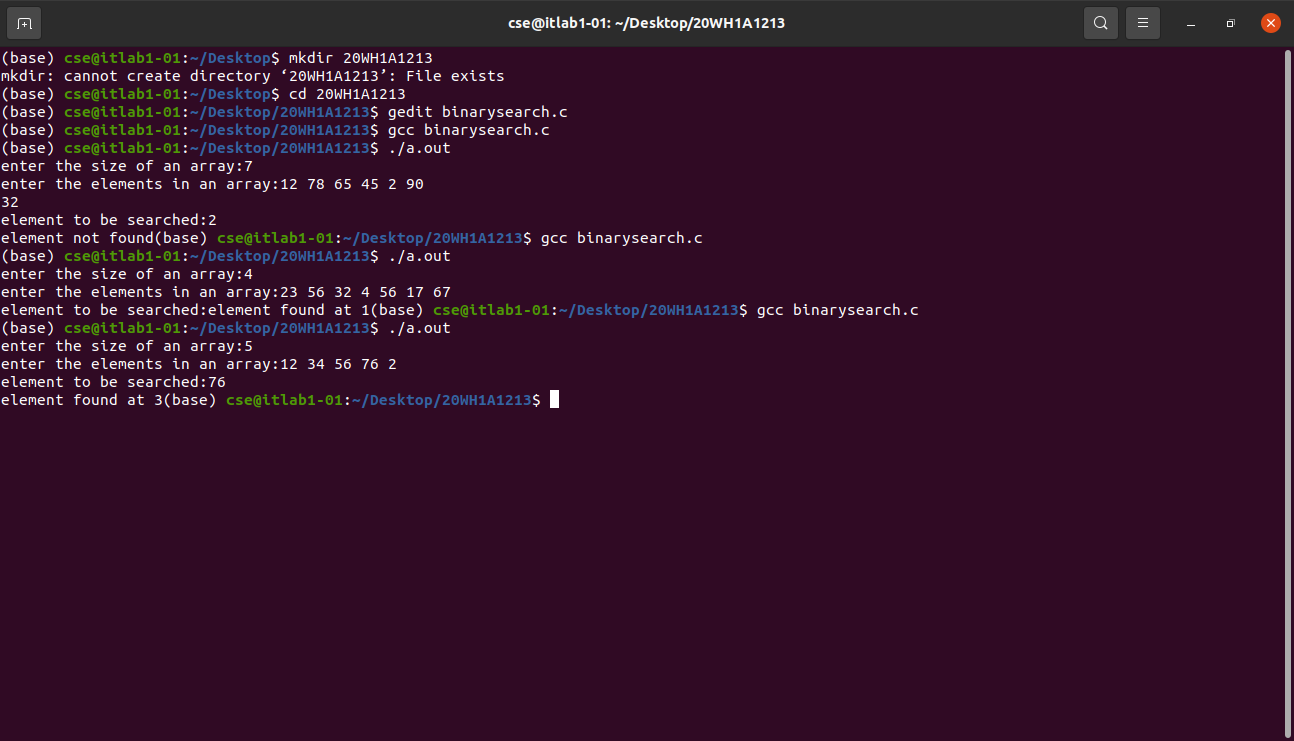 cse@itlab1-01: ~/Desktop/20WH1A1213
(base) cse@itlab1-01:~/Desktop$ mkdir 20WH1A1213
mkdir: cannot create directory ‘20WH1A1213’: File exists
(base) cse@itlab1-01:~/Desktop$ cd 20WH1A1213
(base) cse@itlab1-01:~/Desktop/20WH1A1213$ gedit binarysearch.c
(base) cse@itlab1-01:~/Desktop/20WH1A1213$ gcc binarysearch.c
(base) cse@itlab1-01:~/Desktop/20WH1A1213$ ./a.out
enter the size of an array:7
enter the elements in an array:12 78 65 45 2 90
32
element to be searched:2
element not found(base) cse@itlab1-01:~/Desktop/20WH1A1213$ gcc binarysearch.c
(base) cse@itlab1-01:~/Desktop/20WH1A1213$ ./a.out
enter the size of an array:4
enter the elements in an array:23 56 32 4 56 17 67
element to be searched:element found at 1(base) cse@itlab1-01:~/Desktop/20WH1A1213$ gcc binarysearch.c
(base) cse@itlab1-01:~/Desktop/20WH1A1213$ ./a.out
enter the size of an array:5
enter the elements in an array:12 34 56 76 2
element to be searched:76
element found at 3(base) cse@itlab1-01:~/Desktop/20WH1A1213$